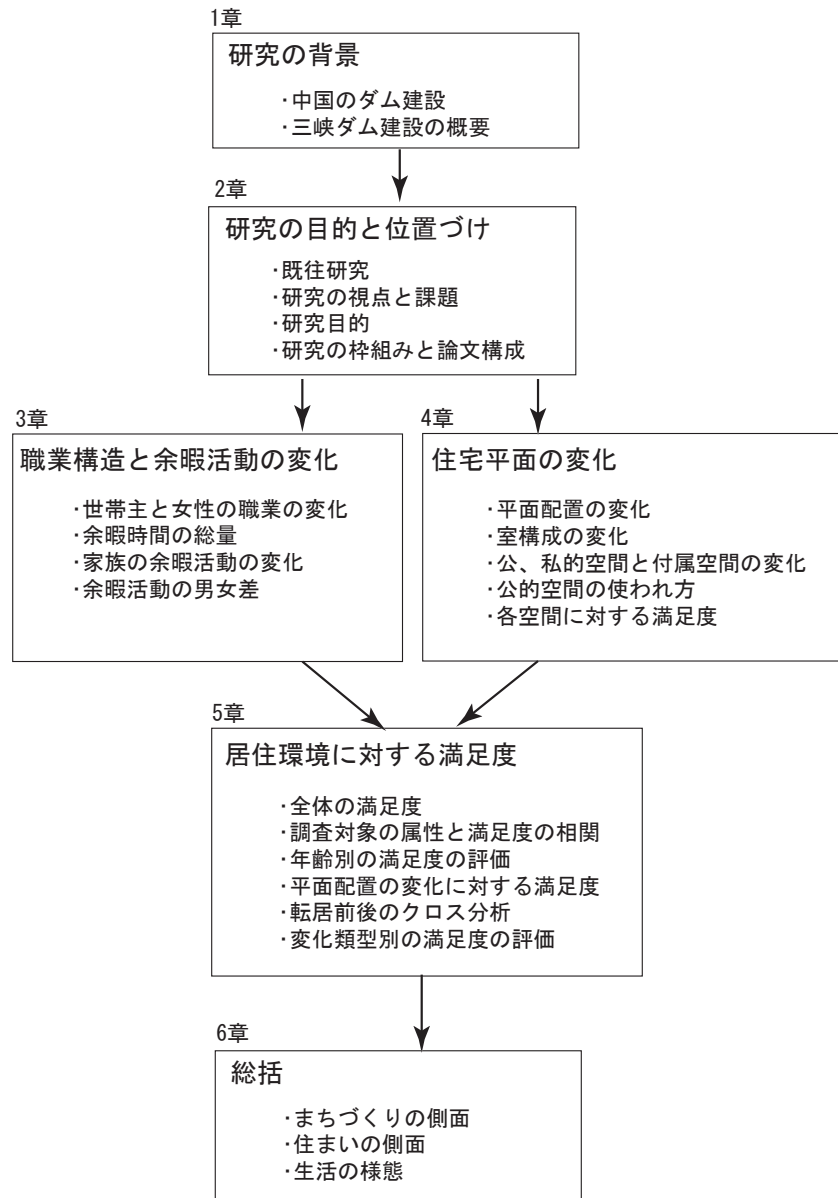 1章
研究の背景
・中国のダム建設
・三峡ダム建設の概要
2章
研究の目的と位置づけ
・既往研究
・研究の視点と課題
・研究目的
・研究の枠組みと論文構成
3章
職業構造と余暇活動の変化
・世帯主と女性の職業の変化
・余暇時間の総量
・家族の余暇活動の変化
・余暇活動の男女差
4章
住宅平面の変化
・平面配置の変化
・室構成の変化
・公、私的空間と付属空間の変化
・公的空間の使われ方
・各空間に対する満足度
5章
居住環境に対する満足度
・全体の満足度
・調査対象の属性と満足度の相関
・年齢別の満足度の評価
・平面配置の変化に対する満足度
・転居前後のクロス分析
・変化類型別の満足度の評価
6章
総括
・まちづくりの側面
・住まいの側面
・生活の様態